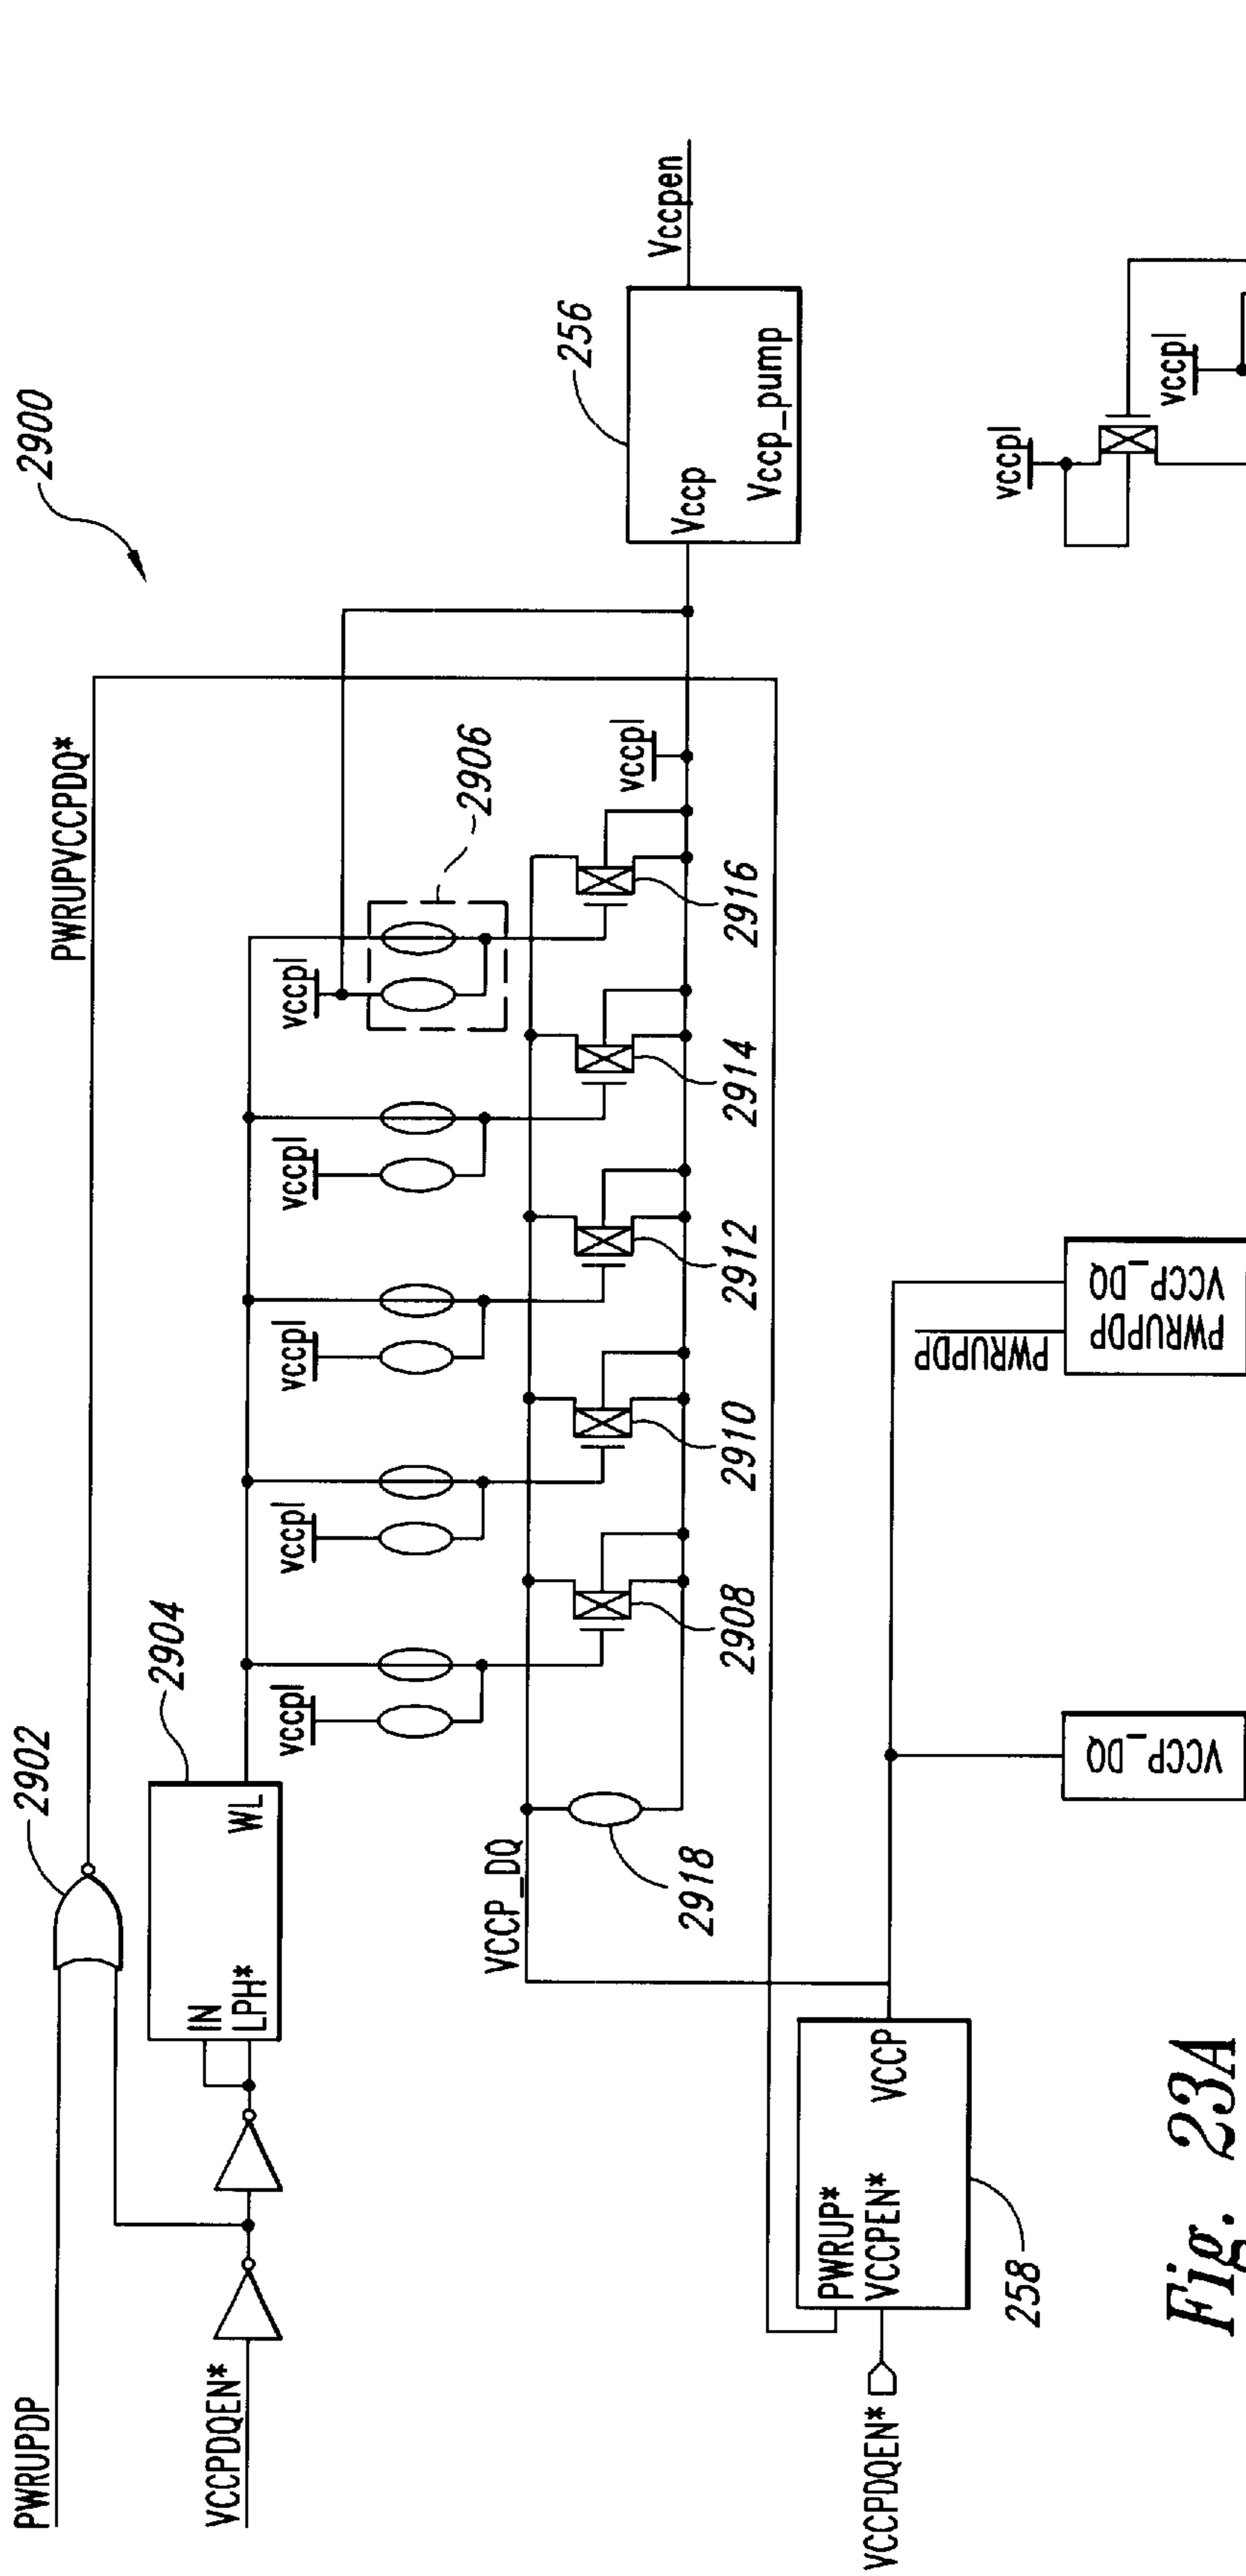 PWRUPDP
2902
PWRUPVCCPDQ*
2900
VCCPDQEN*
IN
LPH*
WL
2904
vccpl
vccpl
vccpl
vccpl
vccpl
2906
VCCP_DQ
2918
2908
2910
2912
2914
2916
vccpl
256
Vccp
Vccp_pump
Vccpen
VCCPDQEN*
PWRUP*
VCCPEN*
VCCP
258
VCCP_DQ
PWRUPDP
PWRUPDP
VCCP_DQ
vccpl
vccpl
Fig. 23A